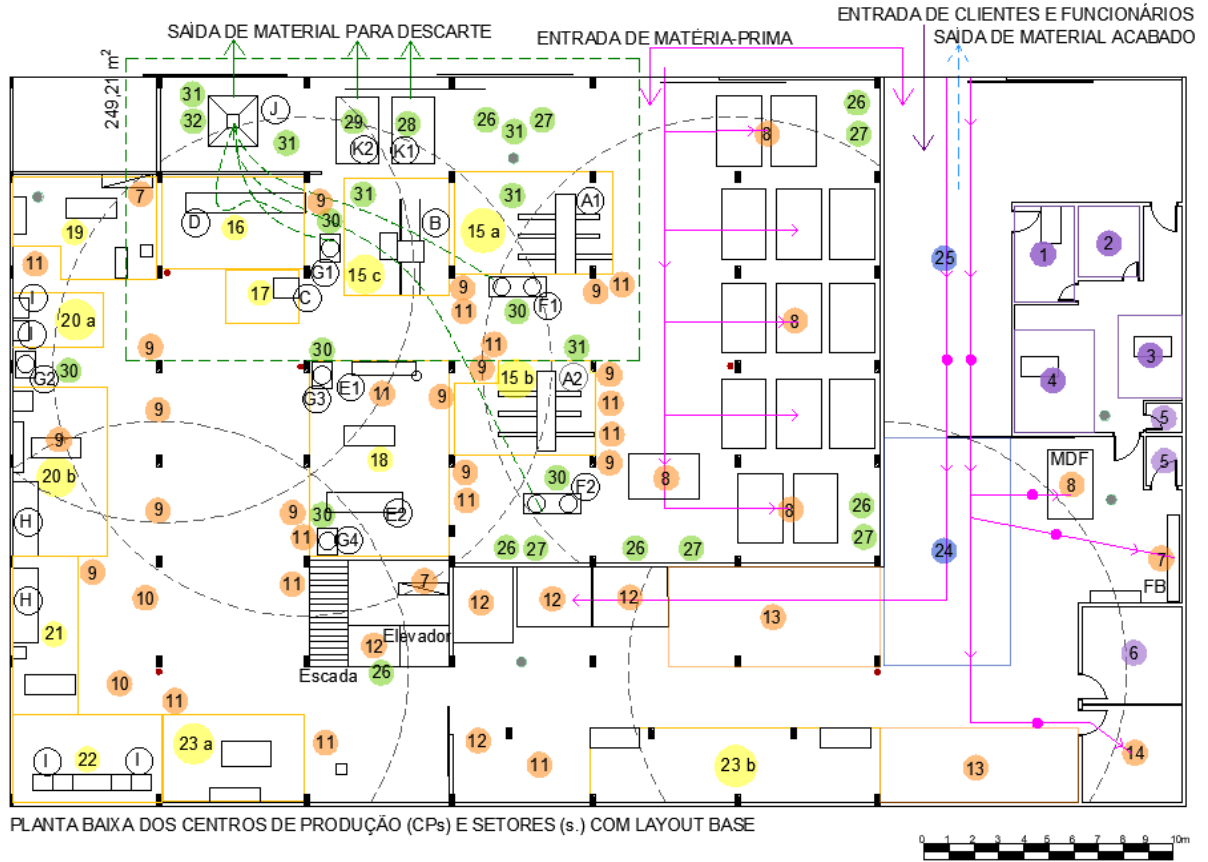 ENTRADA DE CLIENTES E FUNCIONÁRIOS
SAÍDA DE MATERIAL PARA DESCARTE
ENTRADA DE MATÉRIA-PRIMA
SAÍDA DE MATERIAL ACABADO
249,21 m²
31 J 26
32 29 28 26 27 8
31 31 27
K2 K1
7 9 31 31 A1
19 D 16 30 B 15 a 1 2
11 G1 15 c 25
I 17 C 9 11 9 11
20 a F1
J 30 8 3
9 11 31 4
30 30 9 A2 9
G2 G3 E1 11 9 15 b 11 5
9 11
9 18 9 9 MDF 5
20 b 30 8 8
9 9 30 E2 11 F2 8 26
H G4 11 26 27 26 27 27 24 7
9 11 7 FB
H 10 12 12 12 13
21 12 Elevador 6
10 Escada 26
11
23 a 11 12 14
I 22 I 11 23 b 13
PLANTA BAIXA DOS CENTROS DE PRODUÇÃO (CPs) E SETORES (s.) COM LAYOUT BASE
0 1 2 3 4 5 6 7 8 9 10m